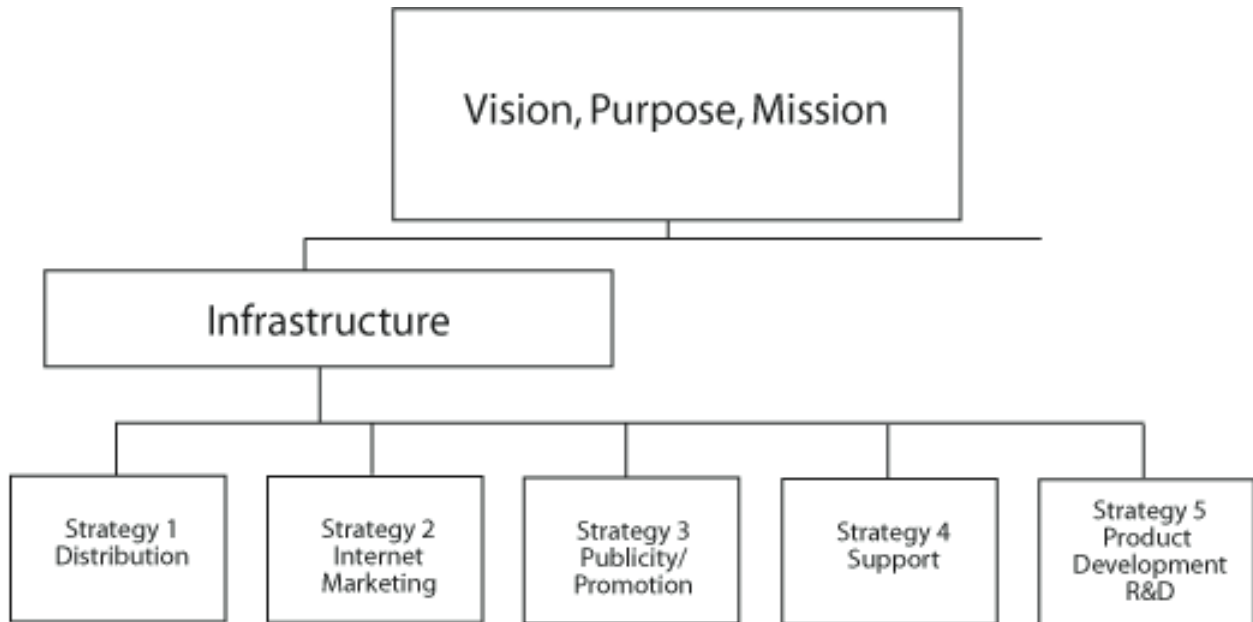 Vision, Purpose, Mission
Infrastructure
Strategy 1
Distribution
Strategy 2
Internet
Marketing
Strategy 3
Publicity/
Promotion
Strategy 4
Support
Strategy 5
Product
Development
R&D